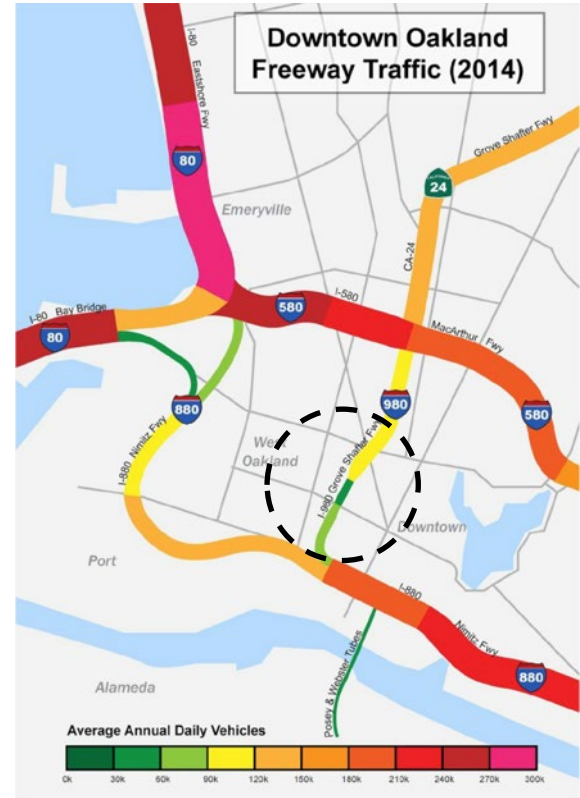 Downtown Oakland
Freeway Traffic (2014)
I-80 Eastshore Fwy
80
Grove Shafter Fwy
CALIFORNIA
24
Emeryville
CA-24
I-80 Bay Bridge
80
580
I-580
MacArthur Fwy
980
580
880
I-880 Nimitz Fwy
West
Oakland
I-980 Grove Shafter Fwy
Downtown
Port
I-880
Nimitz Fwy
880
Posey & Webster Tubes
Alameda
Average Annual Daily Vehicles
0k 30k 60k 90k 120k 150k 180k 210k 240k 270k 300k